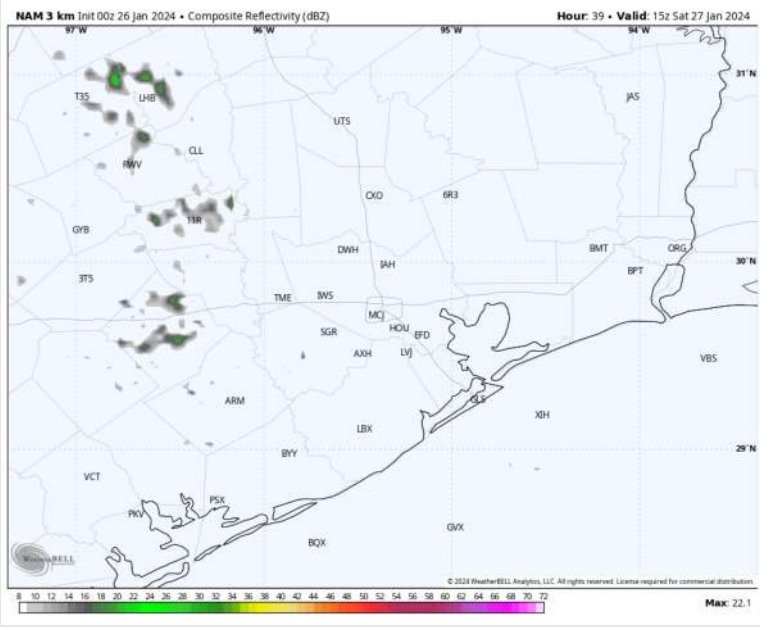 NAM 3 km Init 00z 26 Jan 2024 • Composite Reflectivity (dBZ)
Hour: 39 • Valid: 15z Sat 27 Jan 2024
97°W 96°W 95°W 94°W
31°N
T35 LHB JAS
UTS
CLL
RWV
CXO 6R3
11R
GYB
DWH BMT ORG
30°N
IAH
BPT
3T5
TME IWS
MCJ
SGR HOU EFD
AXH LVJ VBS
ARM GLS
XIH
LBX
29°N
BYY
VCT
PSX
PKV
GVX
BQX
WeatherBELL
© 2024 WeatherBELL Analytics, LLC. All rights reserved. License required for commercial distribution.
8 10 12 14 16 18 20 22 24 26 28 30 32 34 36 38 40 42 44 46 48 50 52 54 56 58 60 62 64 66 68 70 72
Max: 22.1